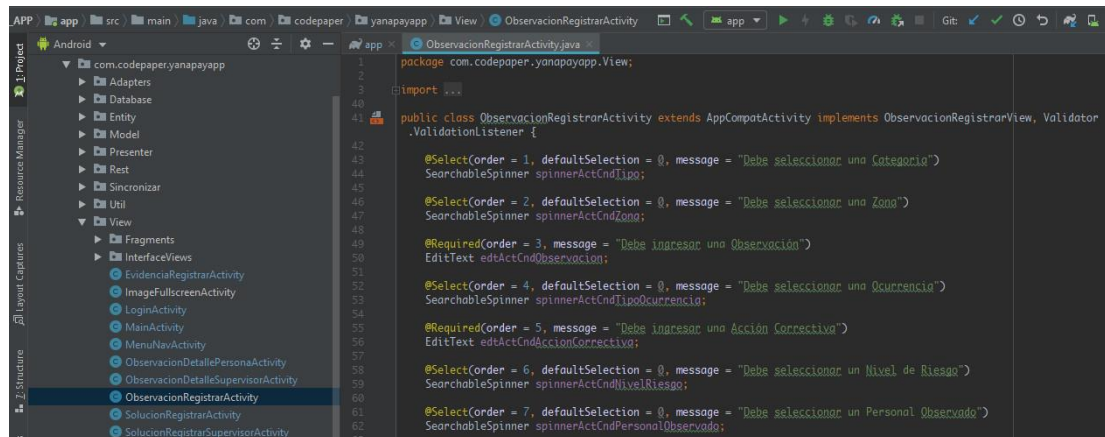 _APP src main java com codepaper yanapayapp View ObservacionRegistrarActivity app Git:
Android app ObservacionRegistrarActivity.java
1: Project
Resource Manager
Layout Captures
Z: Structure
com.codepaper.yanapayapp
Adapters
Database
Entity
Model
Presenter
Rest
Sincronizar
Util
View
Fragments
InterfaceViews
EvidenciaRegistrarActivity
ImageFullscreenActivity
LoginActivity
MainActivity
MenuNavActivity
ObservacionDetallePersonaActivity
ObservacionDetalleSupervisorActivity
ObservacionRegistrarActivity
SolucionRegistrarActivity
SolucionRegistrarSupervisorActivity
1 package com.codepaper.yanapayapp.View;
2
3 import ...
40
41 public class ObservacionRegistrarActivity extends AppCompatActivity implements ObservacionRegistrarView, Validator
.ValidationListener {
42
43 @Select(order = 1, defaultSelection = 0, message = "Debe seleccionar una Categoria")
44 SearchableSpinner spinnerActCndTipo;
45
46 @Select(order = 2, defaultSelection = 0, message = "Debe seleccionar una Zona")
47 SearchableSpinner spinnerActCndZona;
48
49 @Required(order = 3, message = "Debe ingresar una Observación")
50 EditText edtActCndObservacion;
51
52 @Select(order = 4, defaultSelection = 0, message = "Debe seleccionar una Ocurrencia")
53 SearchableSpinner spinnerActCndTipoOcurrencia;
54
55 @Required(order = 5, message = "Debe ingresar una Acción Correctiva")
56 EditText edtActCndAccionCorrectiva;
57
58 @Select(order = 6, defaultSelection = 0, message = "Debe seleccionar un Nivel de Riesgo")
59 SearchableSpinner spinnerActCndNivelRiesgo;
60
61 @Select(order = 7, defaultSelection = 0, message = "Debe seleccionar un Personal Observado")
62 SearchableSpinner spinnerActCndPersonalObservado;